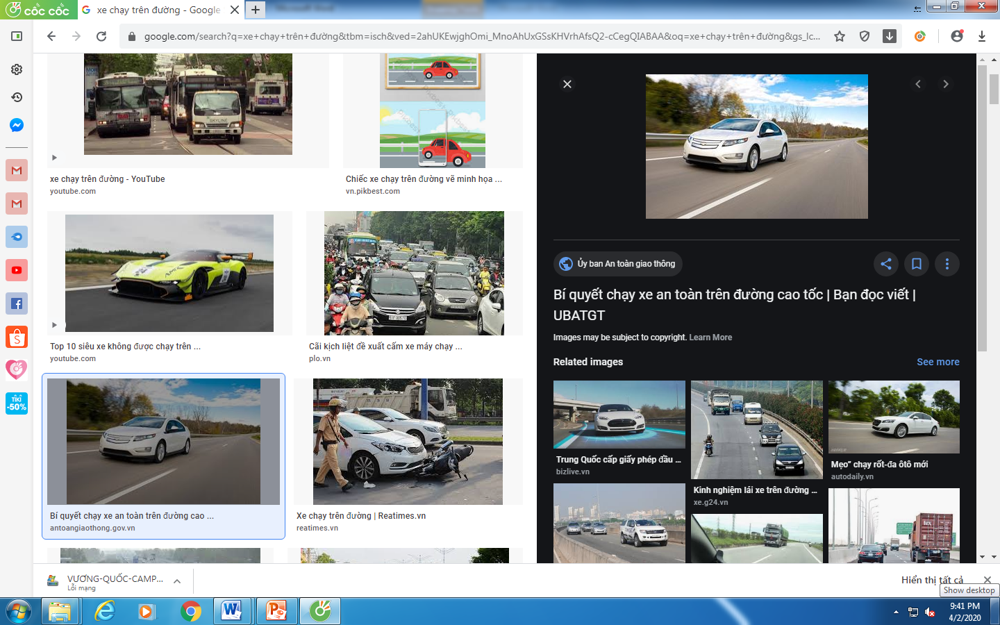 cốc cốc
xe chạy trên đường - Google
google.com/search?q=xe+chạy+trên+đường&tbm=isch&ved=2ahUKEwjghOmi_MnoAhUxGSsKHVrhAfsQ2-cCegQIABAA&oq=xe+chạy+trên+đường&gs_lc...
xe chạy trên đường - YouTube
youtube.com
Chiếc xe chạy trên đường vẽ minh họa ...
vn.pikbest.com
Top 10 siêu xe không được chạy trên ...
youtube.com
Cãi kịch liệt đề xuất cấm xe máy chạy ...
plo.vn
Bí quyết chạy xe an toàn trên đường cao ...
antoangiaothong.gov.vn
Xe chạy trên đường | Reatimes.vn
reatimes.vn
TIKI
-50%
Ủy ban An toàn giao thông
Bí quyết chạy xe an toàn trên đường cao tốc | Bạn đọc viết |
UBATGT
Images may be subject to copyright. Learn More
Related images
See more
Trung Quốc cấp giấy phép đầu ...
bizlive.vn
Kinh nghiệm lái xe trên đường ...
xe.g24.vn
Mẹo” chạy rốt-đa ôtô mới
autodaily.vn
tex
VƯƠNG-QUỐC-CAMP...
Lỗi mạng
Hiển thị tất cả
Show desktop
9:41 PM
4/2/2020